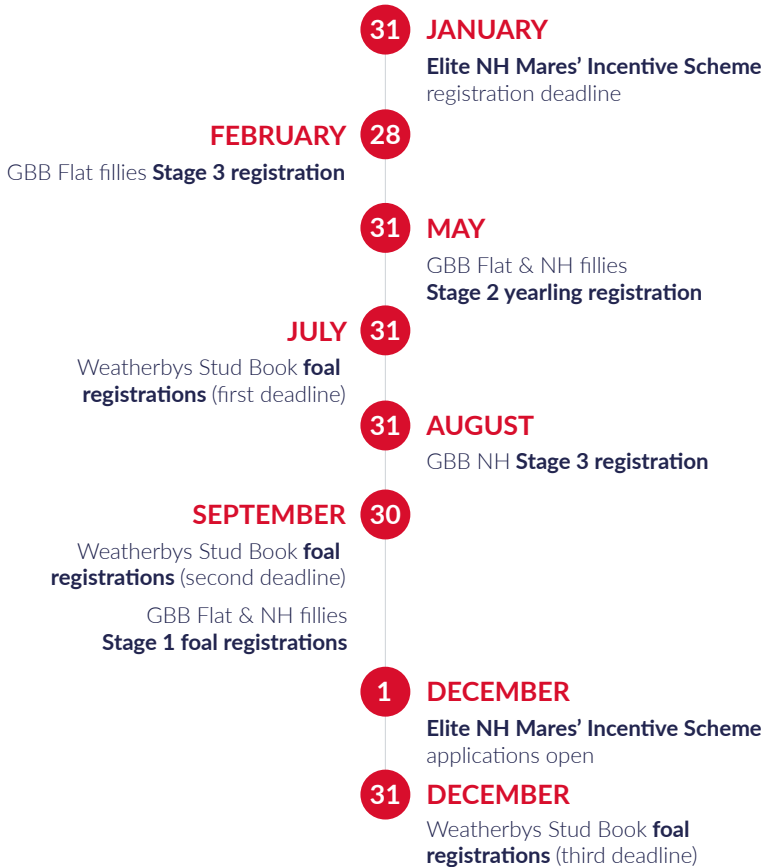 31 JANUARY
Elite NH Mares’ Incentive Scheme
registration deadline
FEBRUARY 28
GBB Flat fillies Stage 3 registration
31 MAY
GBB Flat & NH fillies
Stage 2 yearling registration
JULY 31
Weatherbys Stud Book foal
registrations (first deadline)
31 AUGUST
GBB NH Stage 3 registration
SEPTEMBER 30
Weatherbys Stud Book foal
registrations (second deadline)
GBB Flat & NH fillies
Stage 1 foal registrations
1 DECEMBER
Elite NH Mares’ Incentive Scheme
applications open
31 DECEMBER
Weatherbys Stud Book foal
registrations (third deadline)